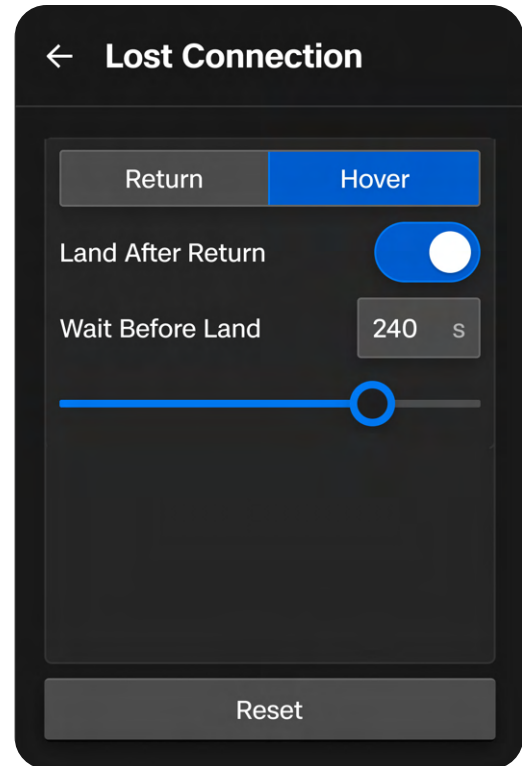 Lost Connection
Return Hover
Land After Return
Wait Before Land 240 s
Reset